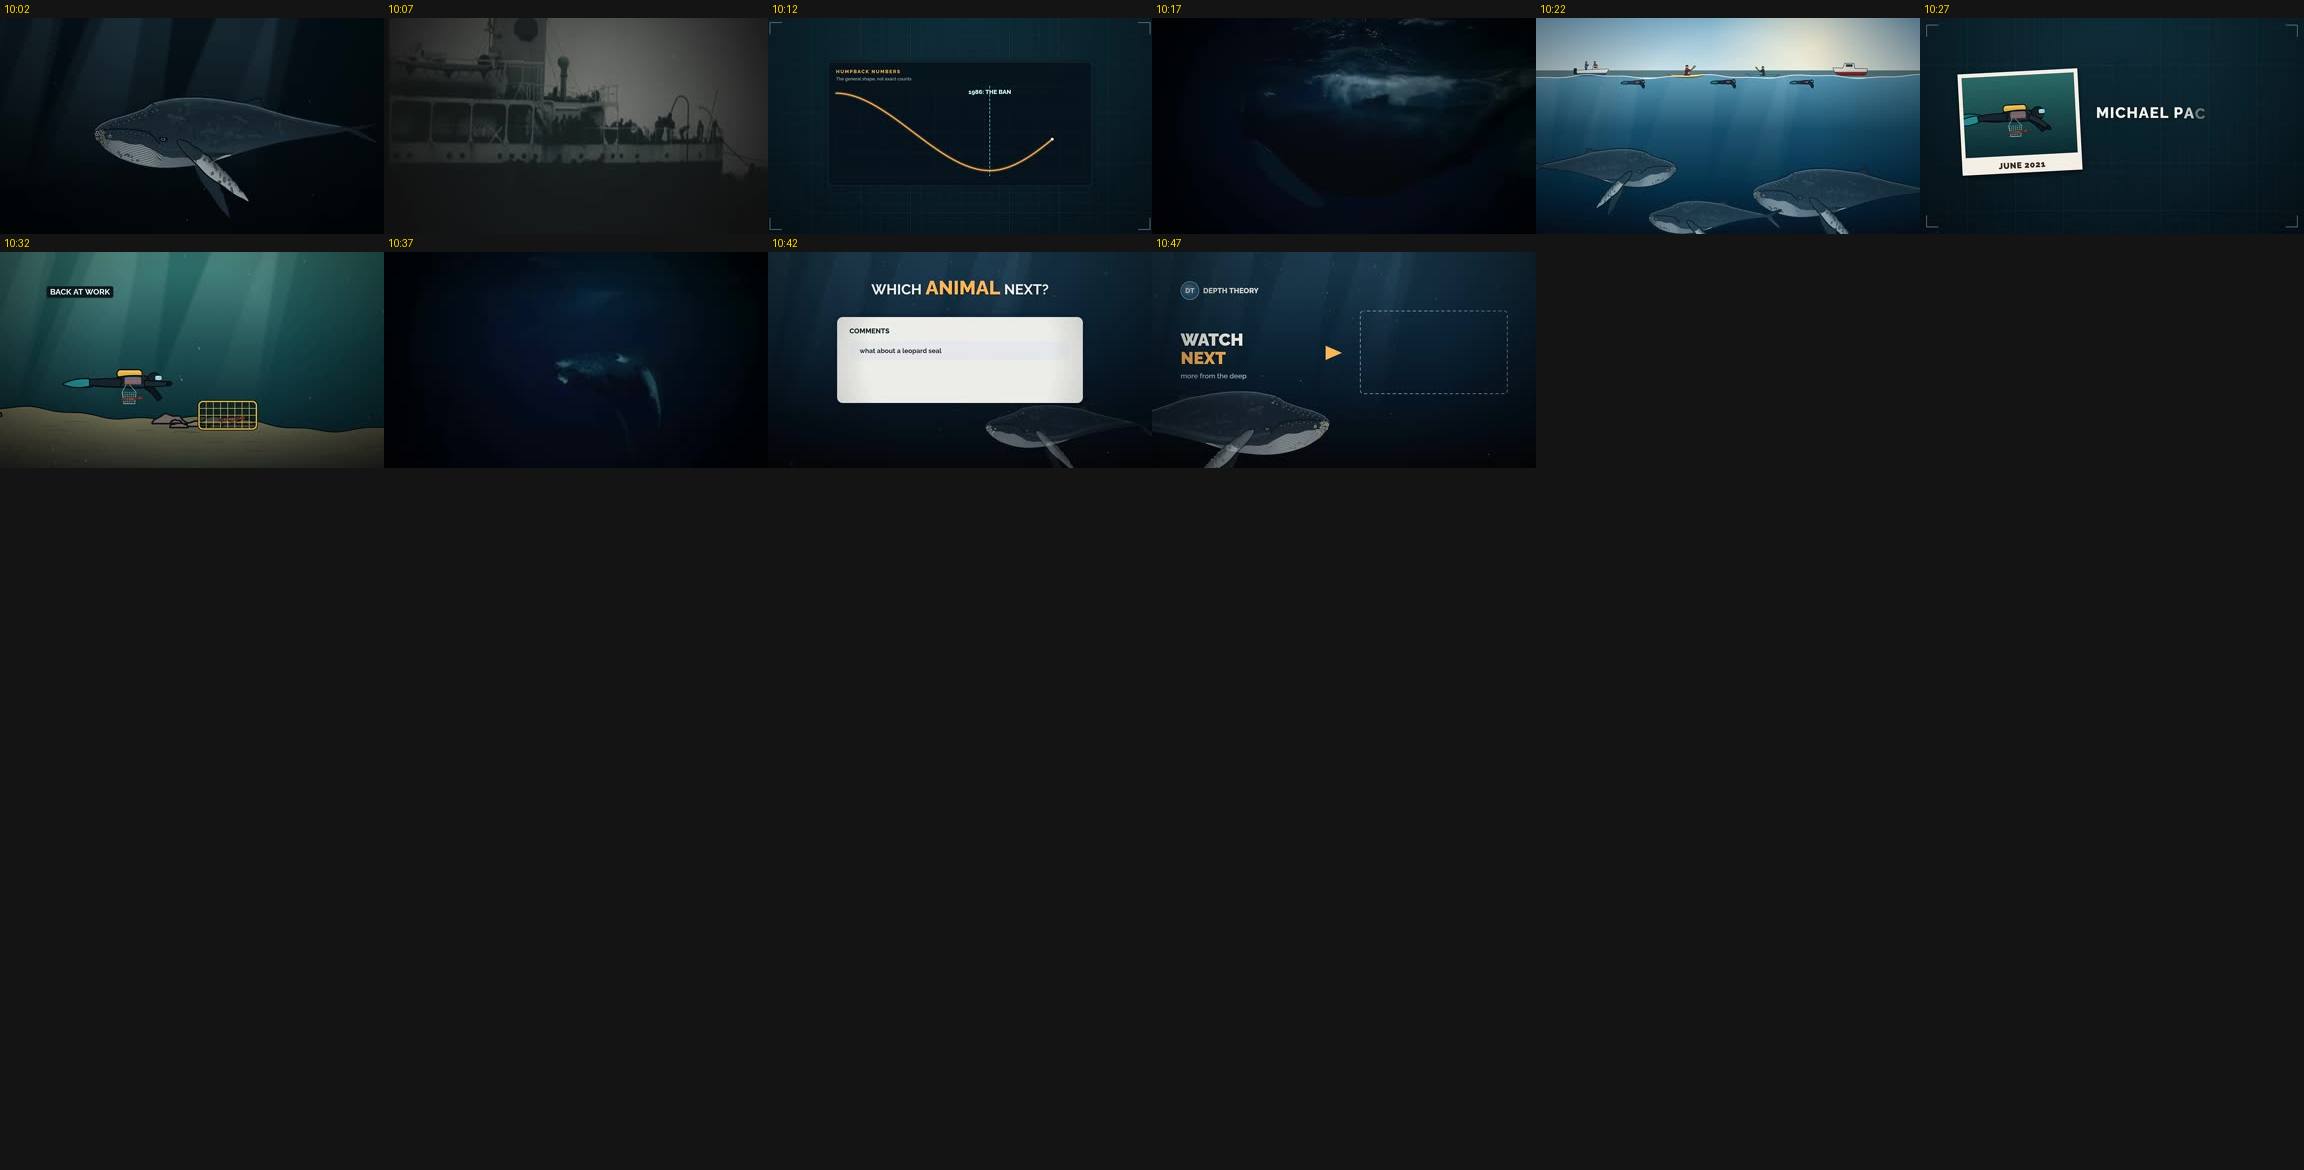 10:02
10:07
10:12
10:17
10:22
10:27
HUMPBACK NUMBERS
The general shape, not exact counts
1986: THE BAN
MICHAEL PAC
JUNE 2021
10:32
10:37
10:42
10:47
BACK AT WORK
WHICH ANIMAL NEXT?
COMMENTS
what about a leopard seal
DT DEPTH THEORY
WATCH
NEXT
more from the deep